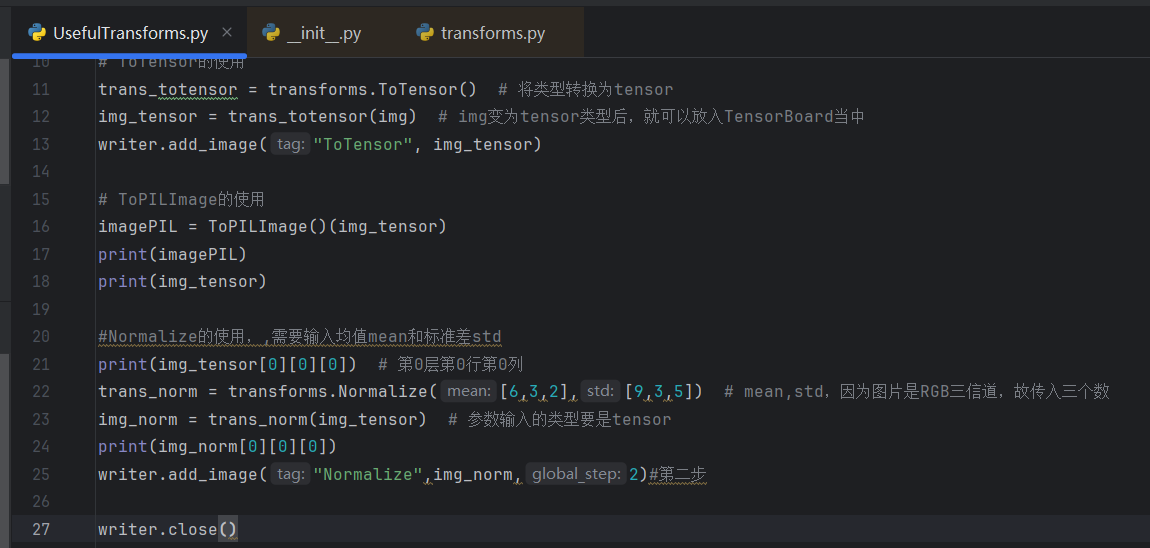 UsefulTransforms.py × __init__.py transforms.py
10 # ToTensor的使用
11 trans_totensor = transforms.ToTensor()  # 将类型转换为tensor
12 img_tensor = trans_totensor(img)  # img变为tensor类型后，就可以放入TensorBoard当中
13 writer.add_image( tag: "ToTensor", img_tensor)
14
15 # ToPILImage的使用
16 imagePIL = ToPILImage()(img_tensor)
17 print(imagePIL)
18 print(img_tensor)
19
20 #Normalize的使用，,需要输入均值mean和标准差std
21 print(img_tensor[0][0][0])  # 第0层第0行第0列
22 trans_norm = transforms.Normalize( mean: [6,3,2], std: [9,3,5])  # mean,std，因为图片是RGB三信道，故传入三个数
23 img_norm = trans_norm(img_tensor)  # 参数输入的类型要是tensor
24 print(img_norm[0][0][0])
25 writer.add_image( tag: "Normalize",img_norm, global_step: 2)#第二步
26
27 writer.close()